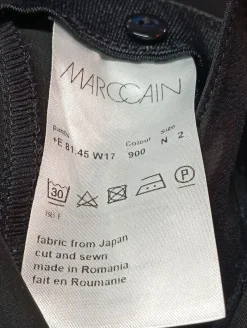 MARCCAIN
Colour size
+E 81.45 W17 900 N 2
30
P
fabric from Japan
cut and sewn
made in Romania
fait en Roumanie